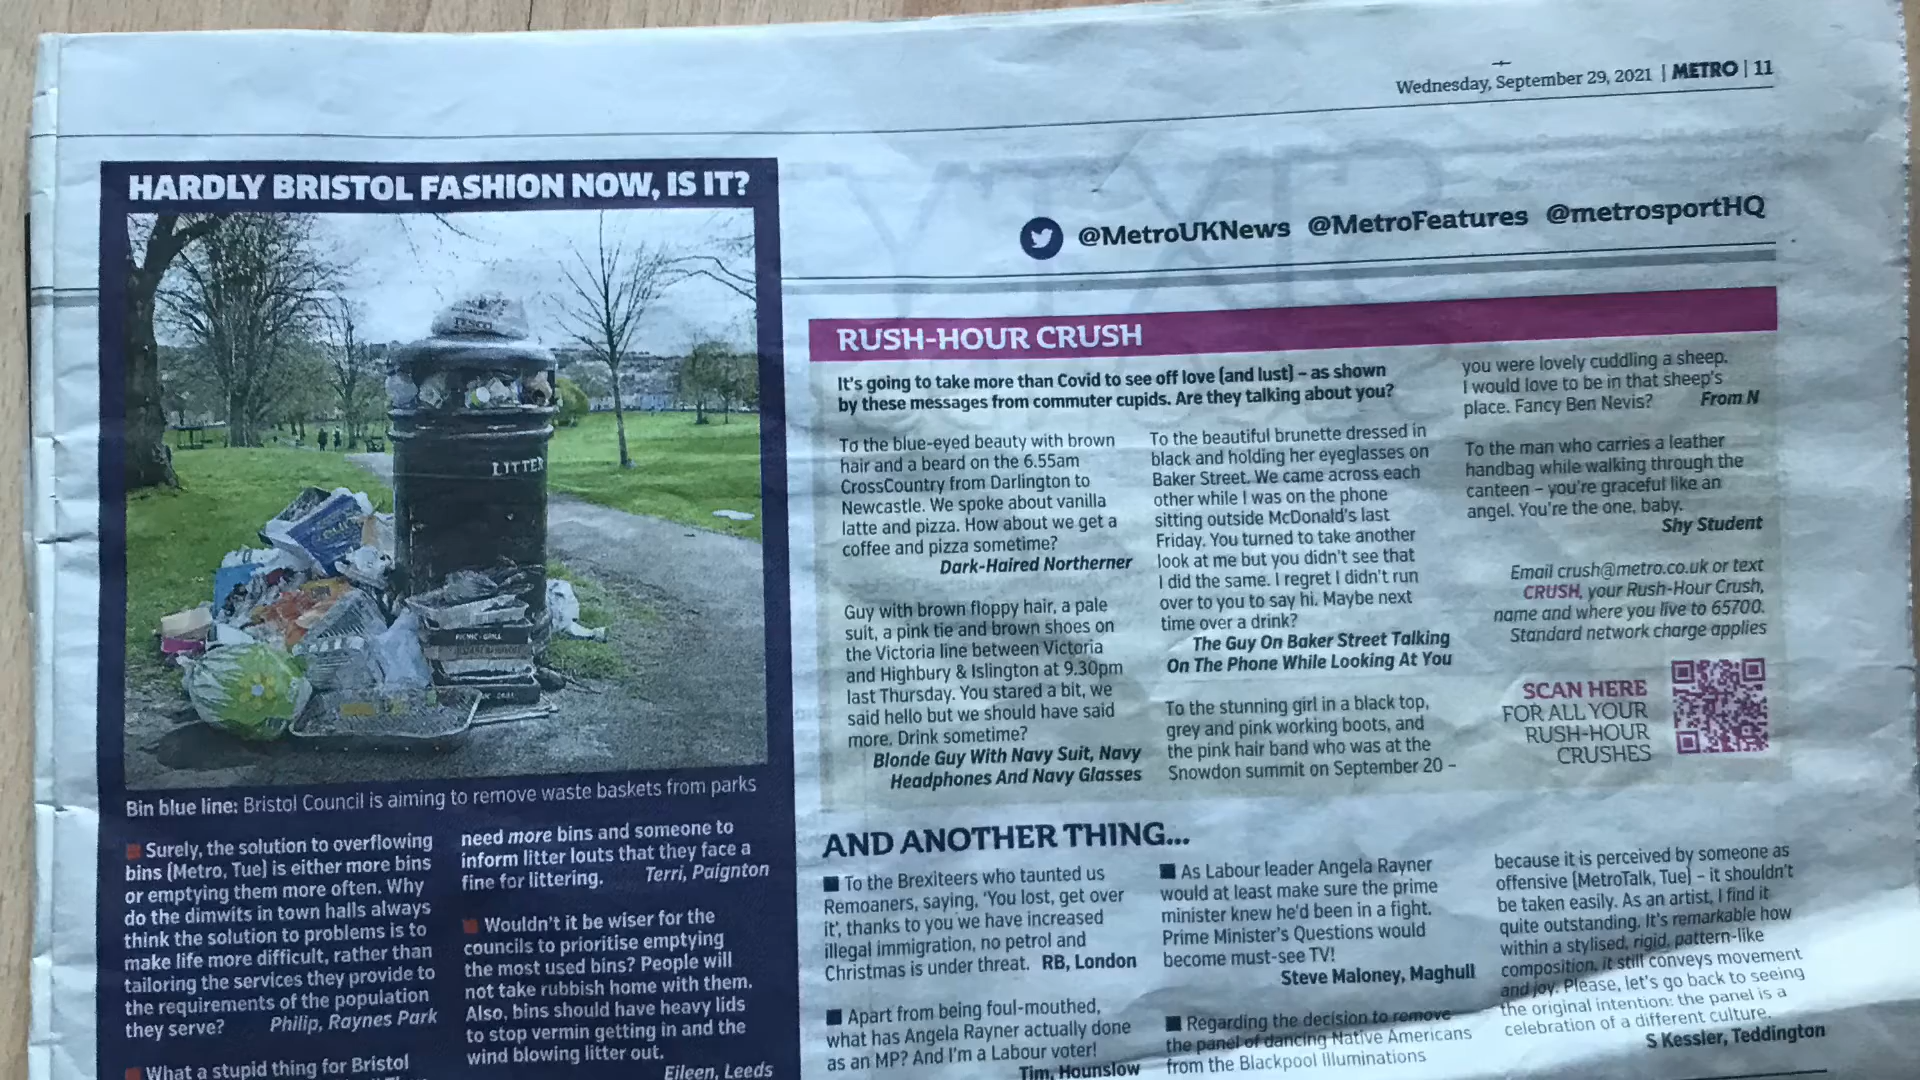 Wednesday, September 29, 2021 | METRO | 11
@MetroUKNews @MetroFeatures @metrosportHQ
HARDLY BRISTOL FASHION NOW, IS IT?
TESCO
LITTER
Bin blue line: Bristol Council is aiming to remove waste baskets from parks
Surely, the solution to overflowing
bins (Metro, Tue) is either more bins
or emptying them more often. Why
do the dimwits in town halls always
think the solution to problems is to
make life more difficult, rather than
tailoring the services they provide to
the requirements of the population
they serve? Philip, Raynes Park
What a stupid thing for Bristol
need more bins and someone to
inform litter louts that they face a
fine for littering. Terri, Paignton
Wouldn't it be wiser for the
councils to prioritise emptying
the most used bins? People will
not take rubbish home with them.
Also, bins should have heavy lids
to stop vermin getting in and the
wind blowing litter out.
Eileen, Leeds
RUSH-HOUR CRUSH
It's going to take more than Covid to see off love (and lust) – as shown
by these messages from commuter cupids. Are they talking about you?
To the blue-eyed beauty with brown
hair and a beard on the 6.55am
CrossCountry from Darlington to
Newcastle. We spoke about vanilla
latte and pizza. How about we get a
coffee and pizza sometime?
Dark-Haired Northerner
Guy with brown floppy hair, a pale
suit, a pink tie and brown shoes on
the Victoria line between Victoria
and Highbury & Islington at 9.30pm
last Thursday. You stared a bit, we
said hello but we should have said
more. Drink sometime?
Blonde Guy With Navy Suit, Navy
Headphones And Navy Glasses
To the beautiful brunette dressed in
black and holding her eyeglasses on
Baker Street. We came across each
other while I was on the phone
sitting outside McDonald's last
Friday. You turned to take another
look at me but you didn't see that
I did the same. I regret I didn't run
over to you to say hi. Maybe next
time over a drink?
The Guy On Baker Street Talking
On The Phone While Looking At You
To the stunning girl in a black top,
grey and pink working boots, and
the pink hair band who was at the
Snowdon summit on September 20 –
you were lovely cuddling a sheep.
I would love to be in that sheep's
place. Fancy Ben Nevis? From N
To the man who carries a leather
handbag while walking through the
canteen – you're graceful like an
angel. You're the one, baby.
Shy Student
Email crush@metro.co.uk or text
CRUSH, your Rush-Hour Crush,
name and where you live to 65700.
Standard network charge applies
SCAN HERE
FOR ALL YOUR
RUSH-HOUR
CRUSHES
AND ANOTHER THING...
To the Brexiteers who taunted us
Remoaners, saying, 'You lost, get over
it', thanks to you we have increased
illegal immigration, no petrol and
Christmas is under threat. RB, London
Apart from being foul-mouthed,
what has Angela Rayner actually done
as an MP? And I'm a Labour voter!
Tim, Hounslow
As Labour leader Angela Rayner
would at least make sure the prime
minister knew he'd been in a fight.
Prime Minister's Questions would
become must-see TV!
Steve Maloney, Maghull
Regarding the decision to remove
the panel of dancing Native Americans
from the Blackpool Illuminations
because it is perceived by someone as
offensive (MetroTalk, Tue) – it shouldn't
be taken easily. As an artist, I find it
quite outstanding. It's remarkable how
within a stylised, rigid, pattern-like
composition, it still conveys movement
and joy. Please, let's go back to seeing
the original intention: the panel is a
celebration of a different culture.
S Kessler, Teddington